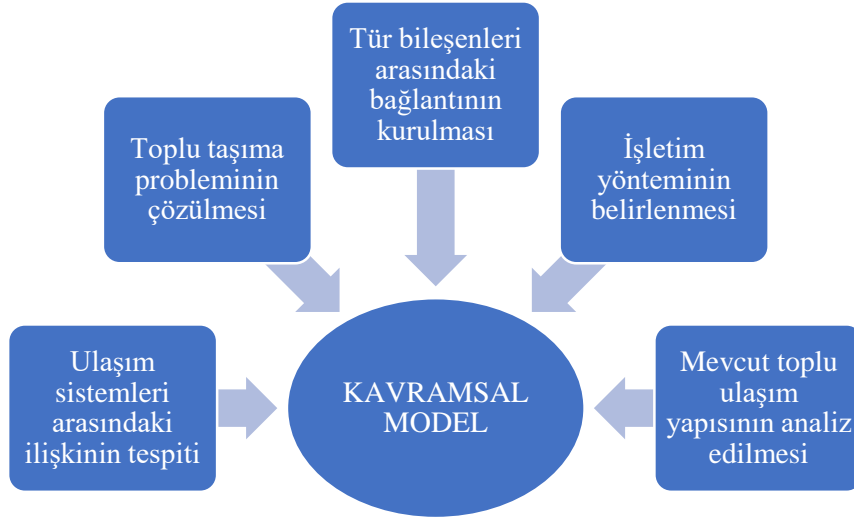 Tür bileşenleri
arasındaki
bağlantının
kurulması
Toplu taşıma
probleminin
çözülmesi
İşletim
yönteminin
belirlenmesi
Ulaşım
sistemleri
arasındaki
ilişkinin tespiti
KAVRAMSAL
MODEL
Mevcut toplu
ulaşım
yapısının analiz
edilmesi